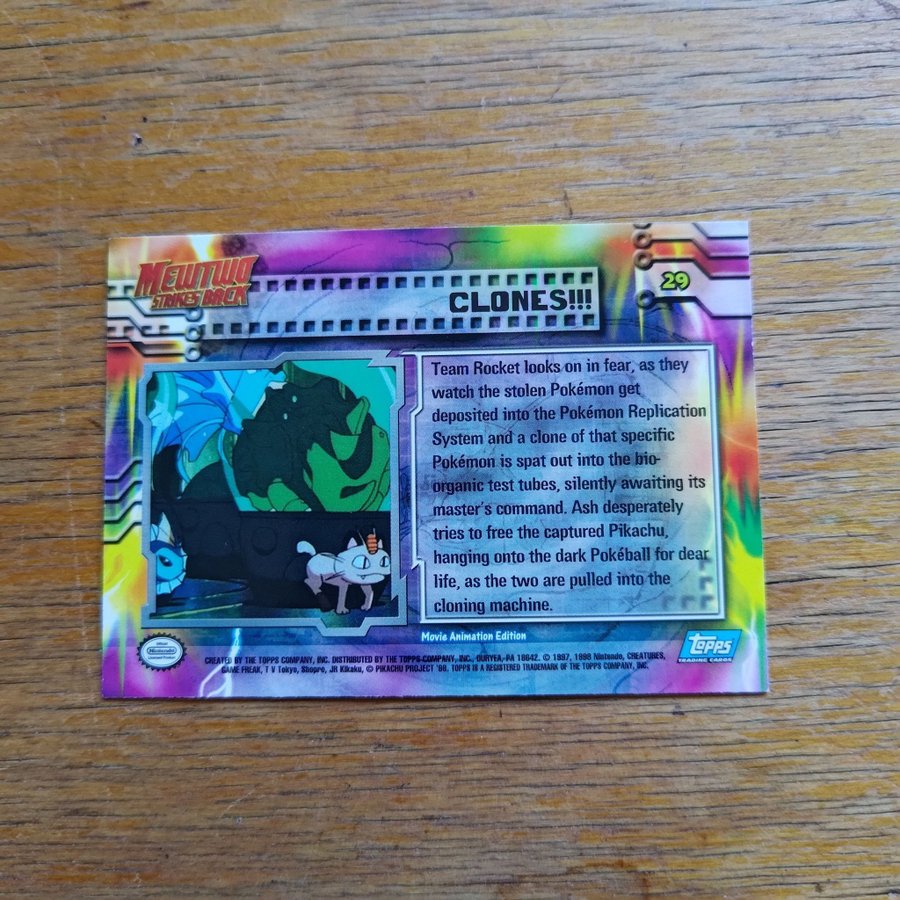 MEWTWO
STRIKES BACK
29
CLONES!!!
Team Rocket looks on in fear, as they
watch the stolen Pokémon get
deposited into the Pokémon Replication
System and a clone of that specific
Pokémon is spat out into the bio-
organic test tubes, silently awaiting its
master's command. Ash desperately
tries to free the captured Pikachu,
hanging onto the dark Pokéball for dear
life, as the two are pulled into the
cloning machine.
Movie Animation Edition
Official
Nintendo
Licensed Product
topps
TRADING CARDS
CREATED BY THE TOPPS COMPANY, INC. DISTRIBUTED BY THE TOPPS COMPANY, INC., DURYEA, PA 18642. © 1997, 1998 Nintendo, CREATURES,
GAME FREAK, T V Tokyo, Shopro, JR Kikaku, © PIKACHU PROJECT '98. TOPPS IS A REGISTERED TRADEMARK OF THE TOPPS COMPANY, INC.